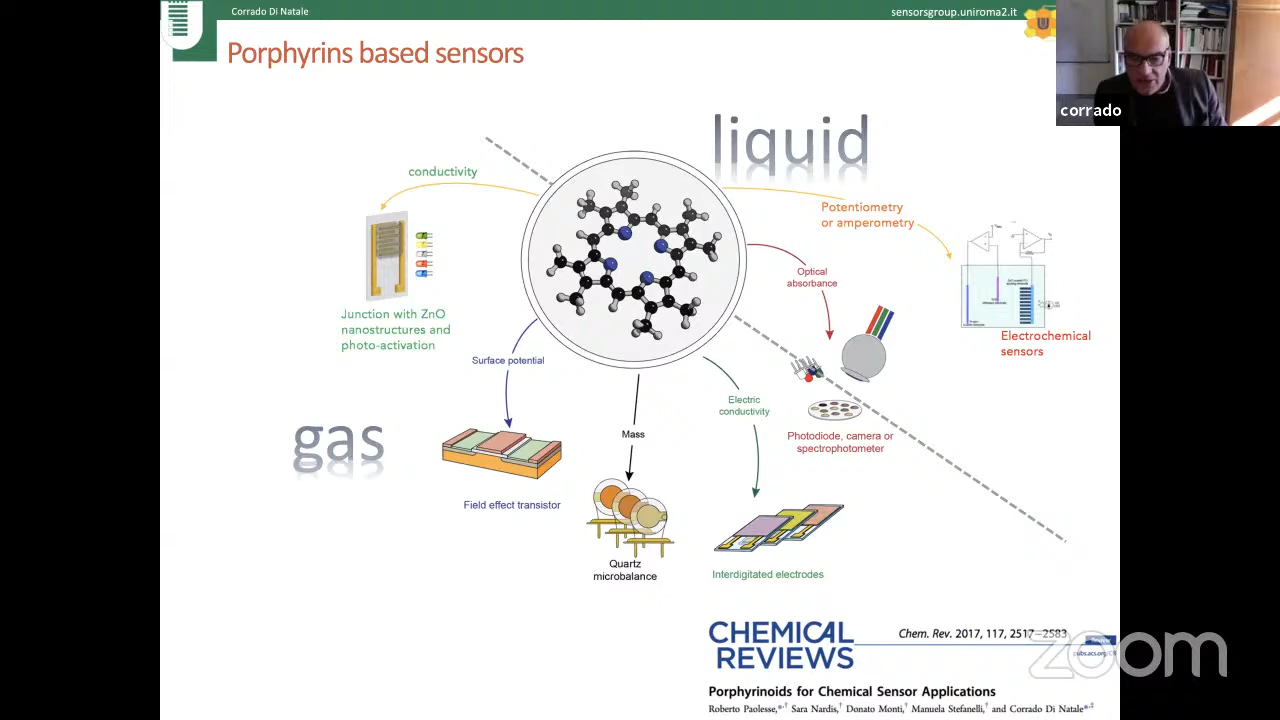 Corrado Di Natale
sensorsgroup.uniroma2.it
Porphyrins based sensors
corrado
liquid
conductivity
Potentiometry
or amperometry
Optical
absorbance
Junction with ZnO
nanostructures and
photo-activation
Electrochemical
sensors
Surface potential
Electric
conductivity
gas
Mass
Photodiode, camera or
spectrophotometer
Field effect transistor
Quartz
microbalance
Interdigitated electrodes
CHEMICAL
REVIEWS
Chem. Rev. 2017, 117, 2517−2583
zoom
Porphyrinoids for Chemical Sensor Applications
Roberto Paolesse,*,† Sara Nardis,† Donato Monti,† Manuela Stefanelli,† and Corrado Di Natale*,‡